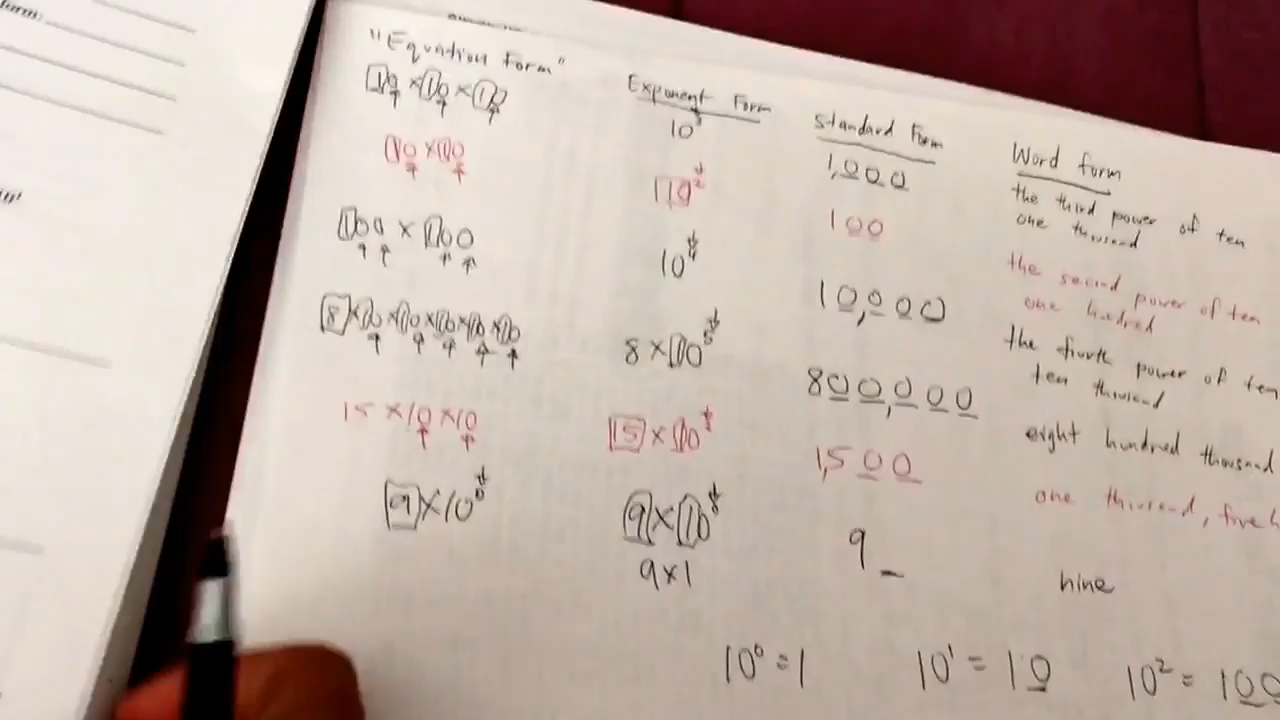 "Equation Form" Exponent Form Standard Form Word form
10 × 10 × 10 10³ 1,000 the third power of ten
one thousand
10 × 10 10² 100 the second power of ten
one hundred
100 × 100 10⁴ 10,000 the fourth power of ten
ten thousand
8 × 10 × 10 × 10 × 10 × 10 8 × 10⁵ 800,000 eight hundred thousand
15 × 10 × 10 15 × 10² 1,500 one thousand, five h
9 × 10⁰ 9 × 10⁰ 9 nine
9 × 1
10⁰ = 1 10¹ = 10 10² = 100